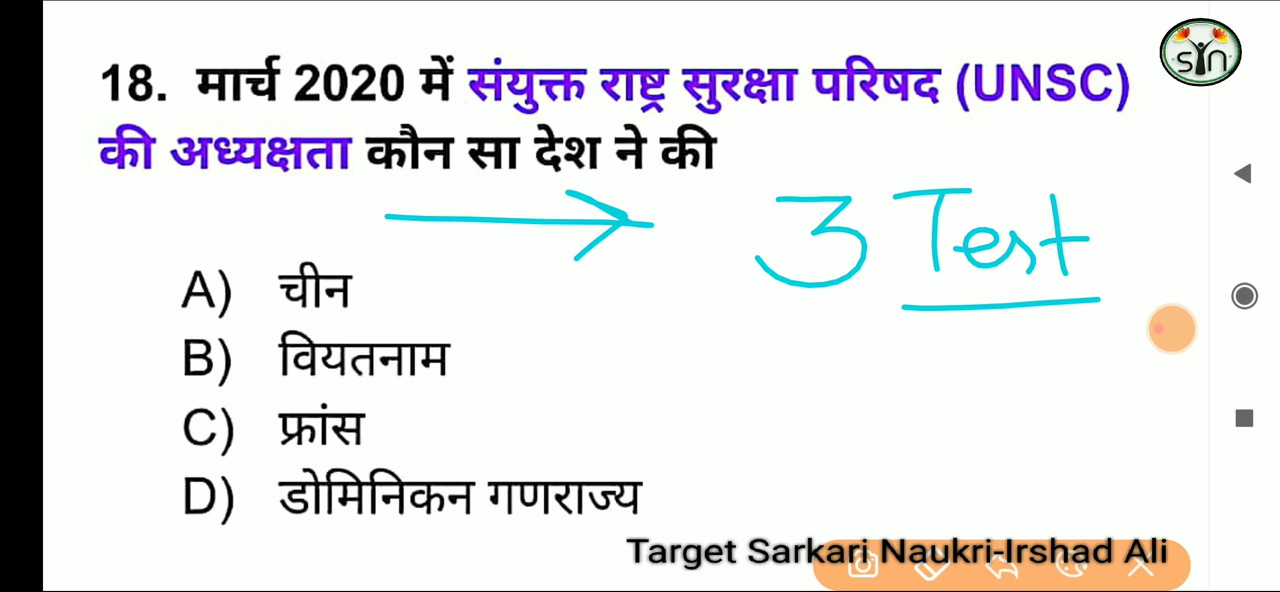 SYN
18. मार्च 2020 में संयुक्त राष्ट्र सुरक्षा परिषद (UNSC)
की अध्यक्षता कौन सा देश ने की
3 Test
A) चीन
B) वियतनाम
C) फ्रांस
D) डोमिनिकन गणराज्य
Target Sarkari Naukri-Irshad Ali